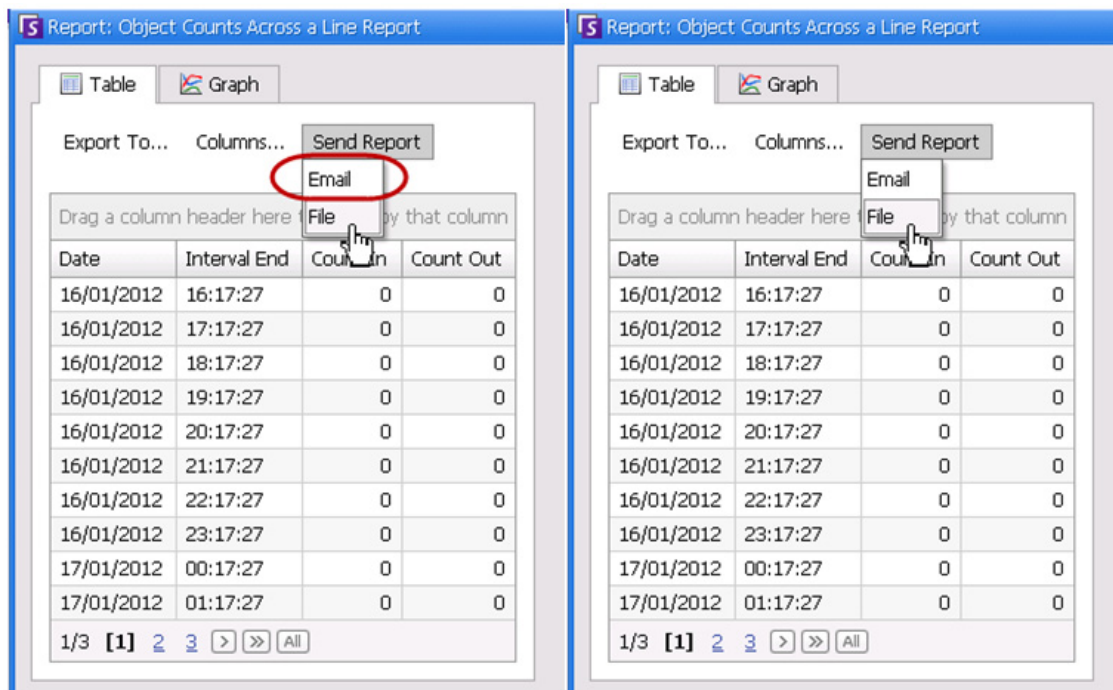 Report: Object Counts Across a Line Report
Table Graph
Export To... Columns... Send Report
Email
File
Drag a column header here by that column
Date Interval End Count In Count Out
16/01/2012 16:17:27 0 0
16/01/2012 17:17:27 0 0
16/01/2012 18:17:27 0 0
16/01/2012 19:17:27 0 0
16/01/2012 20:17:27 0 0
16/01/2012 21:17:27 0 0
16/01/2012 22:17:27 0 0
16/01/2012 23:17:27 0 0
17/01/2012 00:17:27 0 0
17/01/2012 01:17:27 0 0
1/3 [1] 2 3 > >> All
Report: Object Counts Across a Line Report
Table Graph
Export To... Columns... Send Report
Email
File
Drag a column header here by that column
Date Interval End Count In Count Out
16/01/2012 16:17:27 0 0
16/01/2012 17:17:27 0 0
16/01/2012 18:17:27 0 0
16/01/2012 19:17:27 0 0
16/01/2012 20:17:27 0 0
16/01/2012 21:17:27 0 0
16/01/2012 22:17:27 0 0
16/01/2012 23:17:27 0 0
17/01/2012 00:17:27 0 0
17/01/2012 01:17:27 0 0
1/3 [1] 2 3 > >> All